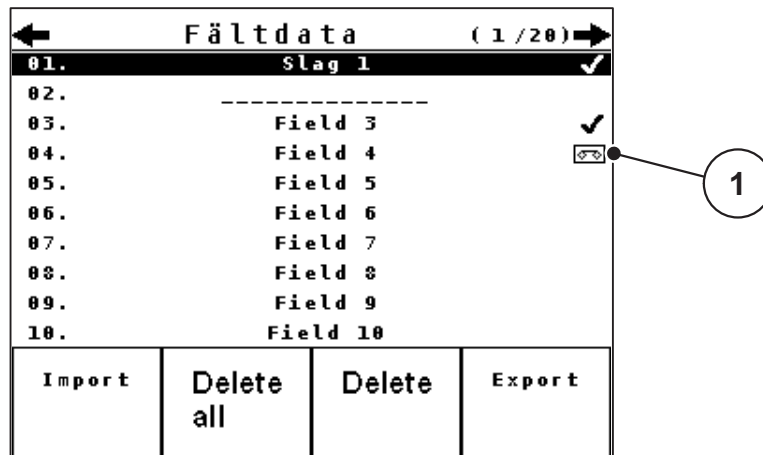 Fältdata (1/20)
01. Slag 1
02. _______________
03. Field 3
04. Field 4
05. Field 5
06. Field 6
07. Field 7
08. Field 8
09. Field 9
10. Field 10
Import Delete all Delete Export
1